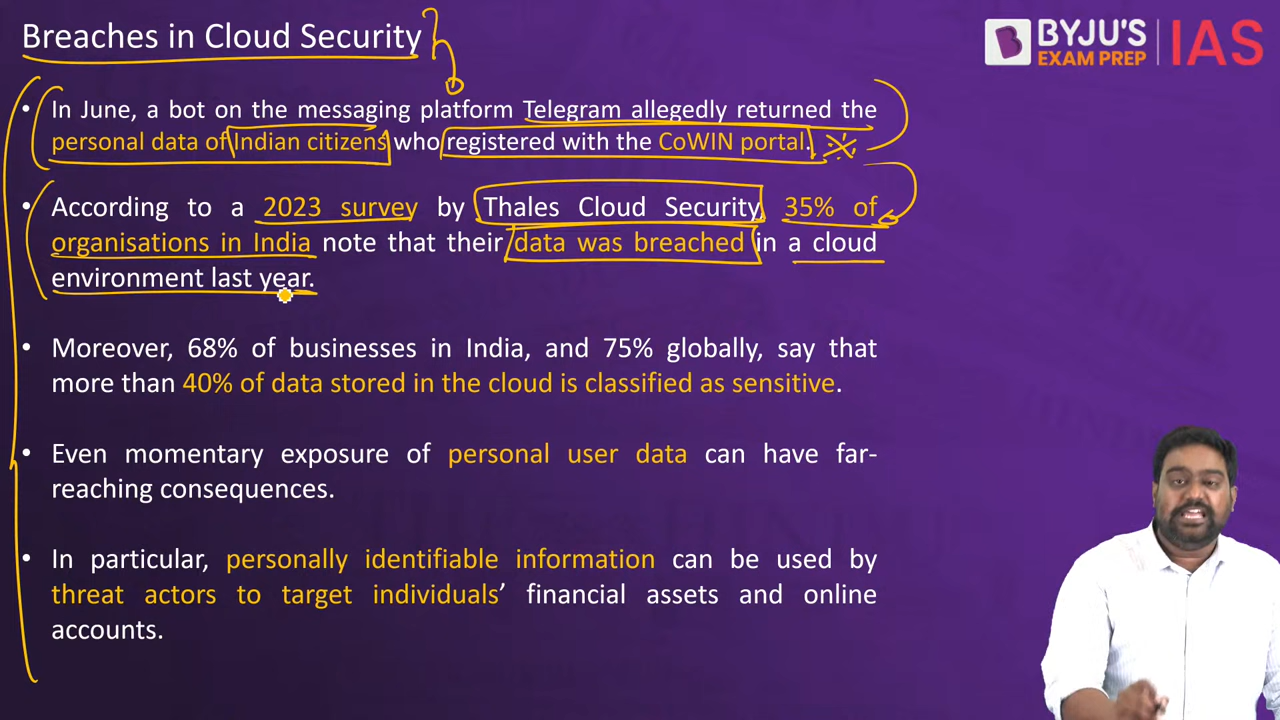 Breaches in Cloud Security
BYJU'S
EXAM PREP
IAS
• In June, a bot on the messaging platform Telegram allegedly returned the
personal data of Indian citizens who registered with the CoWIN portal.
• According to a 2023 survey by Thales Cloud Security, 35% of
organisations in India note that their data was breached in a cloud
environment last year.
• Moreover, 68% of businesses in India, and 75% globally, say that
more than 40% of data stored in the cloud is classified as sensitive.
• Even momentary exposure of personal user data can have far-
reaching consequences.
• In particular, personally identifiable information can be used by
threat actors to target individuals’ financial assets and online
accounts.